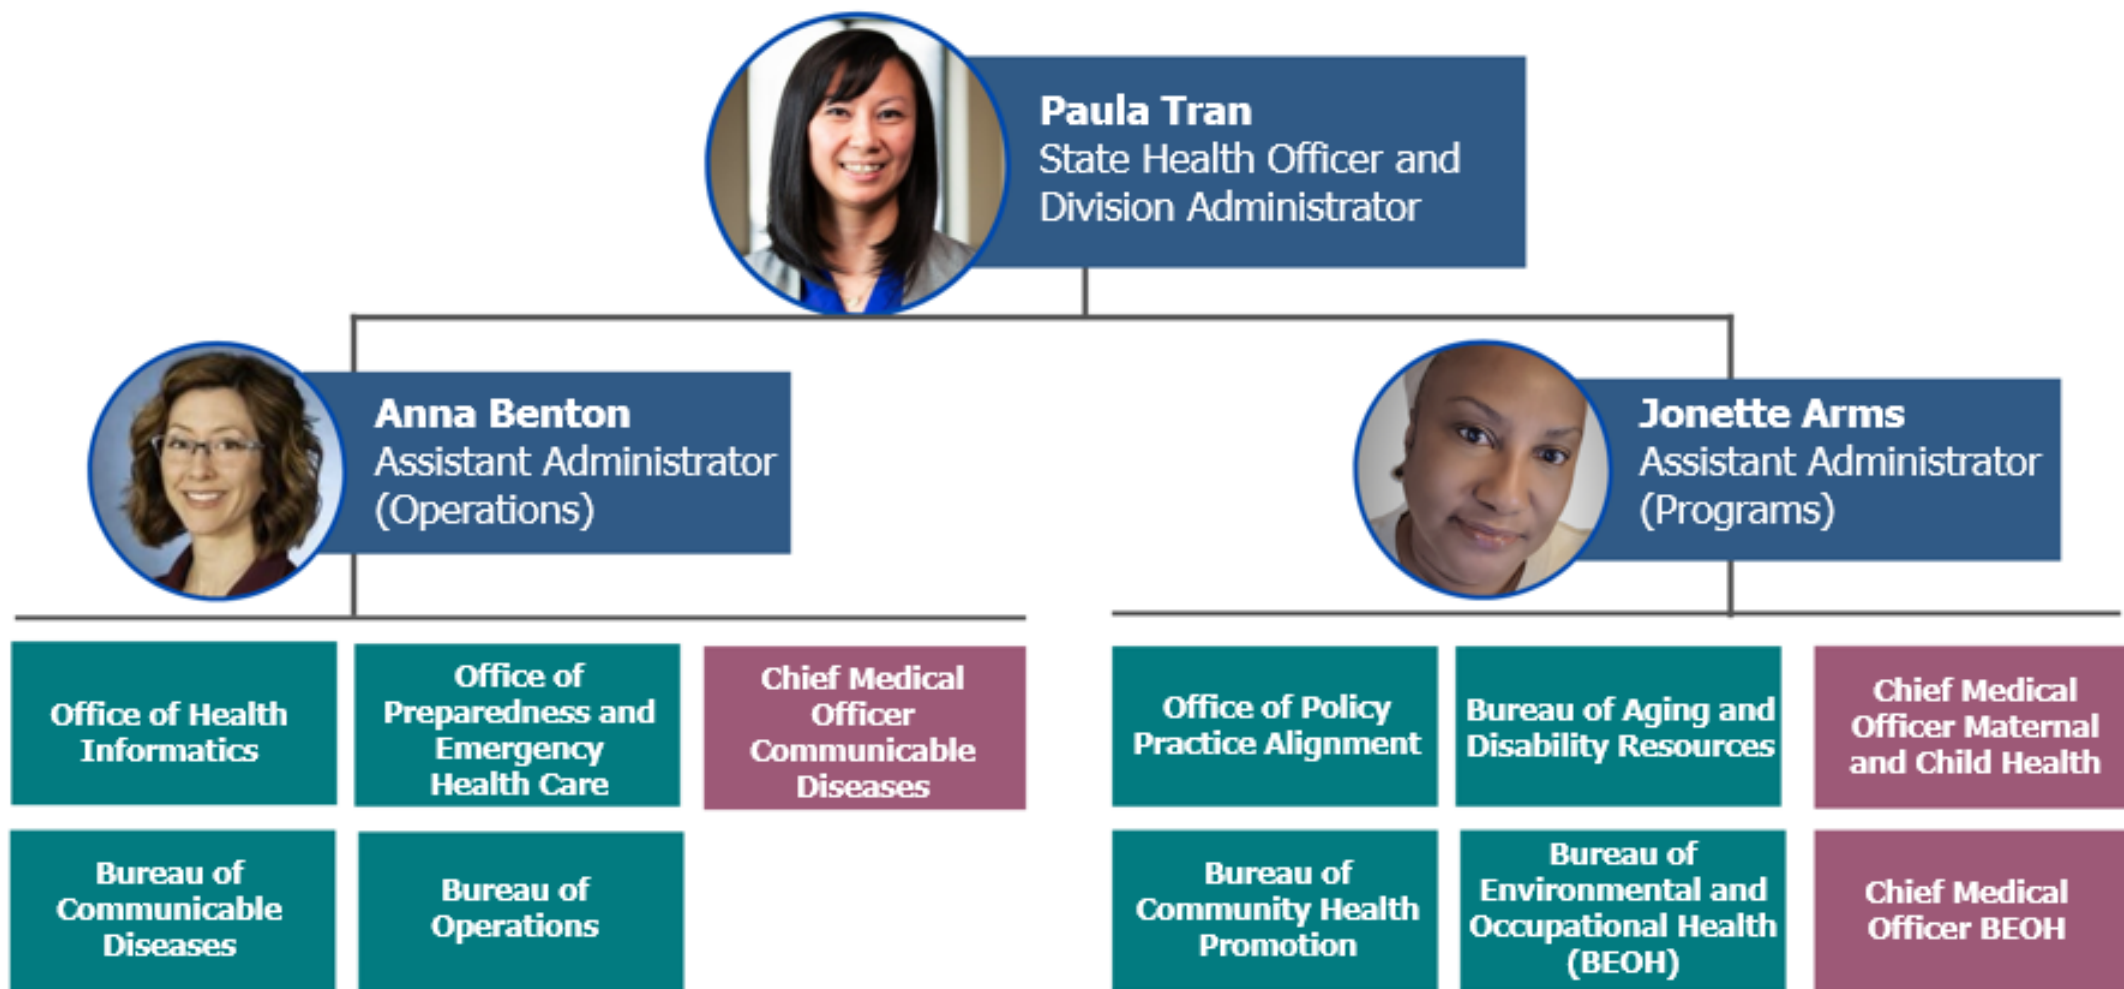 Paula Tran
State Health Officer and
Division Administrator
Anna Benton
Assistant Administrator
(Operations)
Jonette Arms
Assistant Administrator
(Programs)
Office of Health
Informatics
Office of
Preparedness and
Emergency
Health Care
Chief Medical
Officer
Communicable
Diseases
Bureau of
Communicable
Diseases
Bureau of
Operations
Office of Policy
Practice Alignment
Bureau of Aging and
Disability Resources
Chief Medical
Officer Maternal
and Child Health
Bureau of
Community Health
Promotion
Bureau of
Environmental and
Occupational Health
(BEOH)
Chief Medical
Officer BEOH